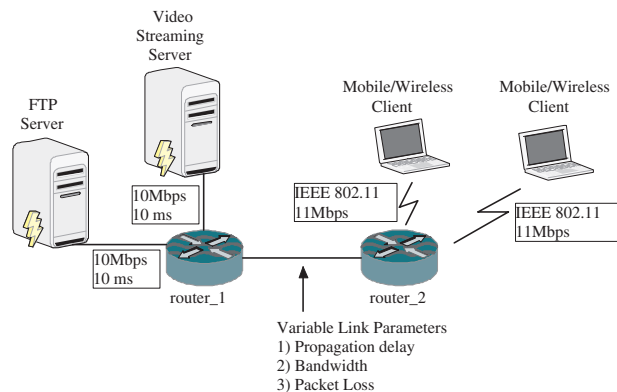 Video
Streaming
Server
FTP
Server
Mobile/Wireless
Client
Mobile/Wireless
Client
10Mbps
10 ms
IEEE 802.11
11Mbps
IEEE 802.11
11Mbps
10Mbps
10 ms
router_1
router_2
Variable Link Parameters
1) Propagation delay
2) Bandwidth
3) Packet Loss